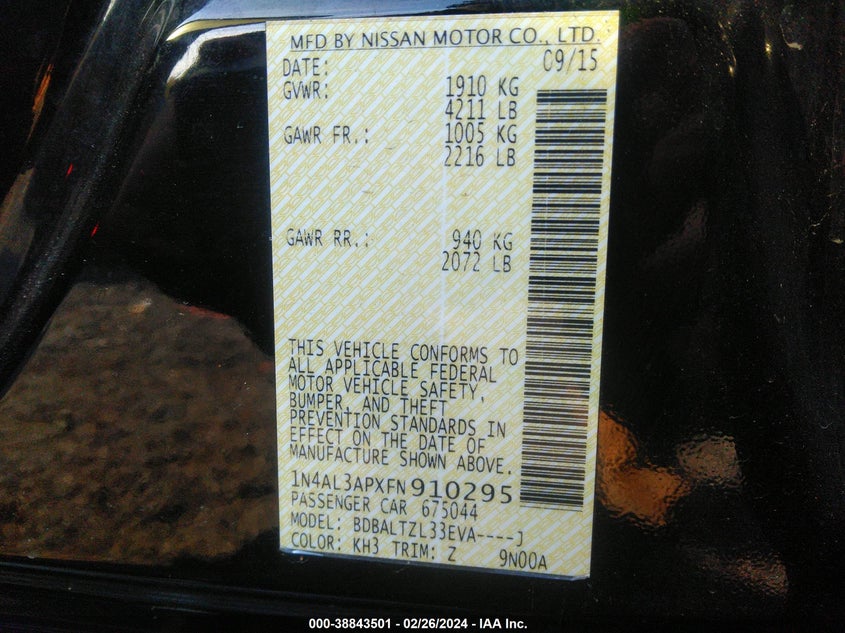 MFD BY NISSAN MOTOR CO., LTD.
DATE: 09/15
GVWR: 1910 KG
4211 LB
GAWR FR.: 1005 KG
2216 LB
GAWR RR.: 940 KG
2072 LB
THIS VEHICLE CONFORMS TO
ALL APPLICABLE FEDERAL
MOTOR VEHICLE SAFETY,
BUMPER, AND THEFT
PREVENTION STANDARDS IN
EFFECT ON THE DATE OF
MANUFACTURE SHOWN ABOVE.
1N4AL3APXFN910295
PASSENGER CAR 675044
MODEL: BDBALTZL33EVA----J
COLOR: KH3 TRIM: Z 9N00A
000-38843501 - 02/26/2024 - IAA Inc.